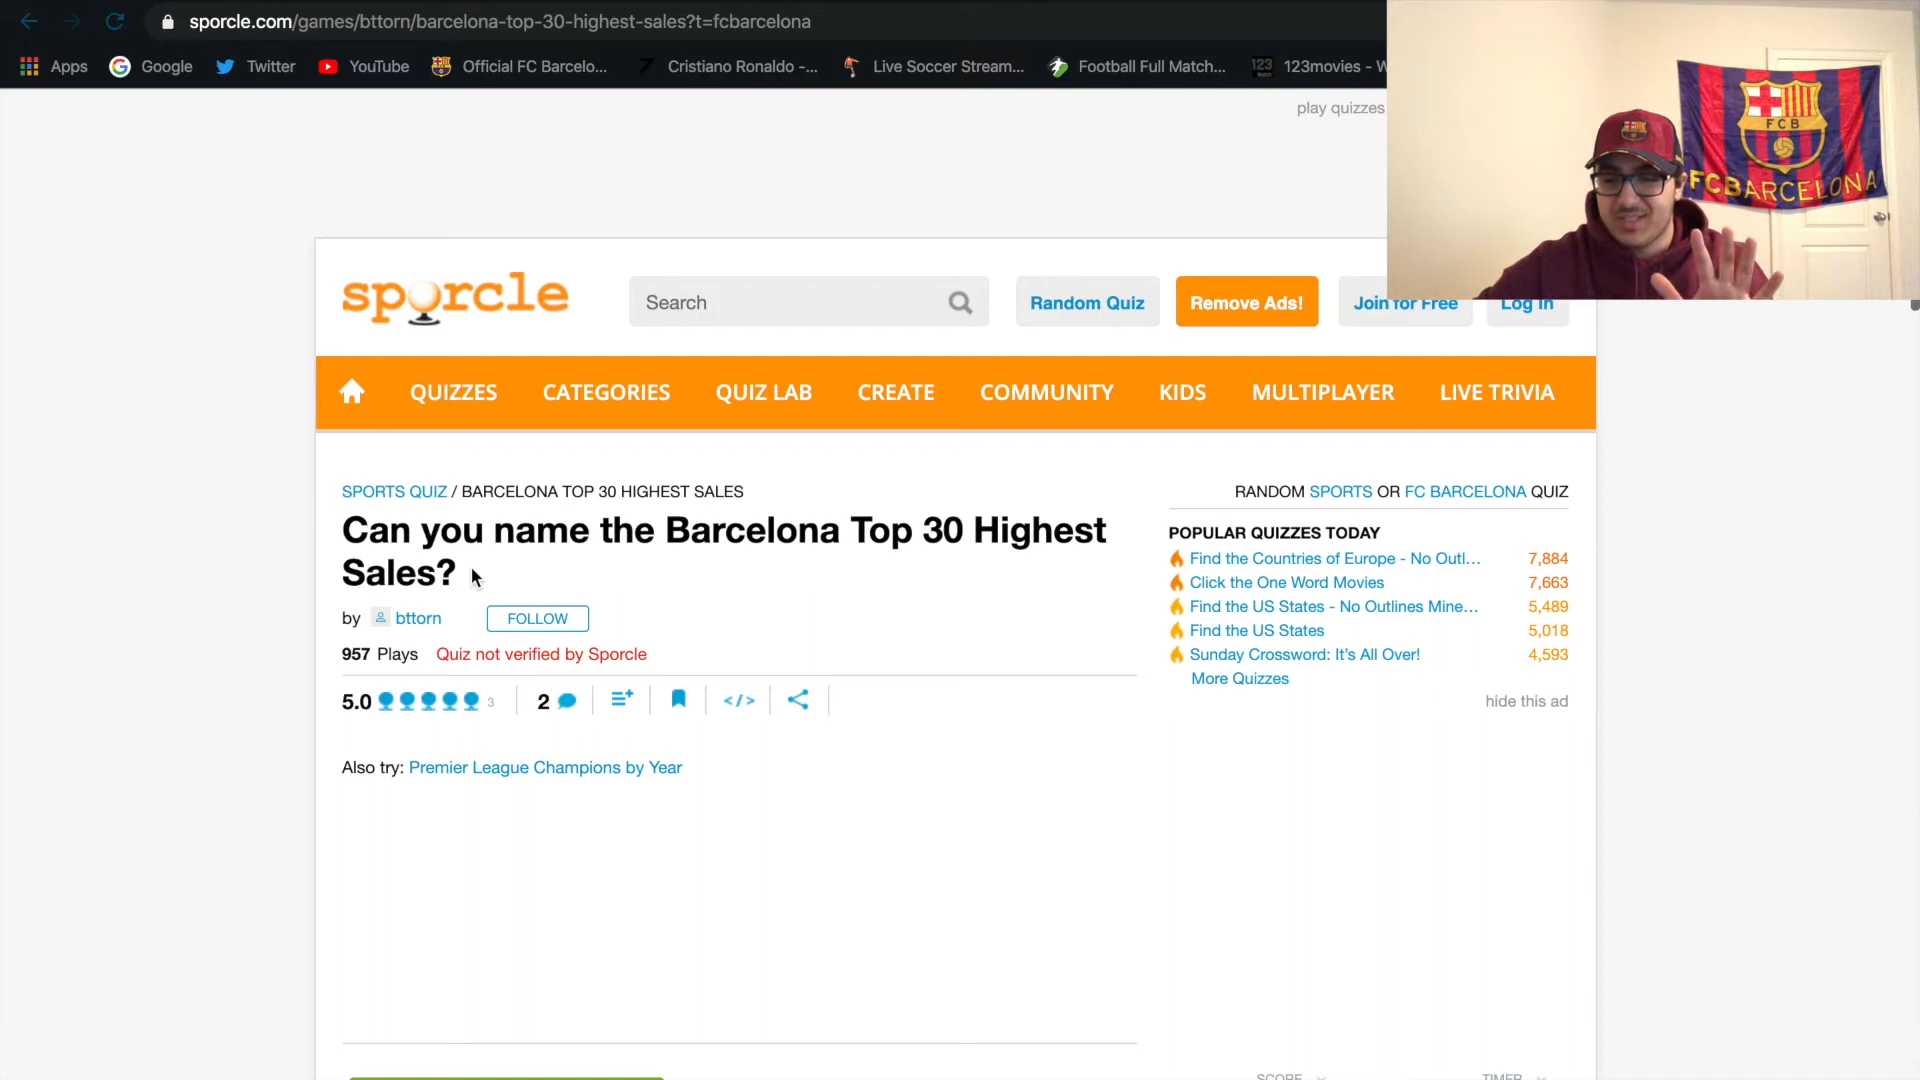 sporcle.com/games/bttorn/barcelona-top-30-highest-sales?t=fcbarcelona
Apps Google Twitter YouTube Official FC Barcelo... Cristiano Ronaldo -... Live Soccer Stream... Football Full Match... 123movies - W
play quizzes
FCB
FCBARCELONA
sporcle
Search
Random Quiz
Remove Ads!
Join for Free
Log In
QUIZZES CATEGORIES QUIZ LAB CREATE COMMUNITY KIDS MULTIPLAYER LIVE TRIVIA
SPORTS QUIZ / BARCELONA TOP 30 HIGHEST SALES
Can you name the Barcelona Top 30 Highest
Sales?
by bttorn FOLLOW
957 Plays Quiz not verified by Sporcle
5.0 3 2 </>
Also try: Premier League Champions by Year
RANDOM SPORTS OR FC BARCELONA QUIZ
POPULAR QUIZZES TODAY
Find the Countries of Europe - No Outl... 7,884
Click the One Word Movies 7,663
Find the US States - No Outlines Mine... 5,489
Find the US States 5,018
Sunday Crossword: It's All Over! 4,593
More Quizzes
hide this ad
SCORE TIMER